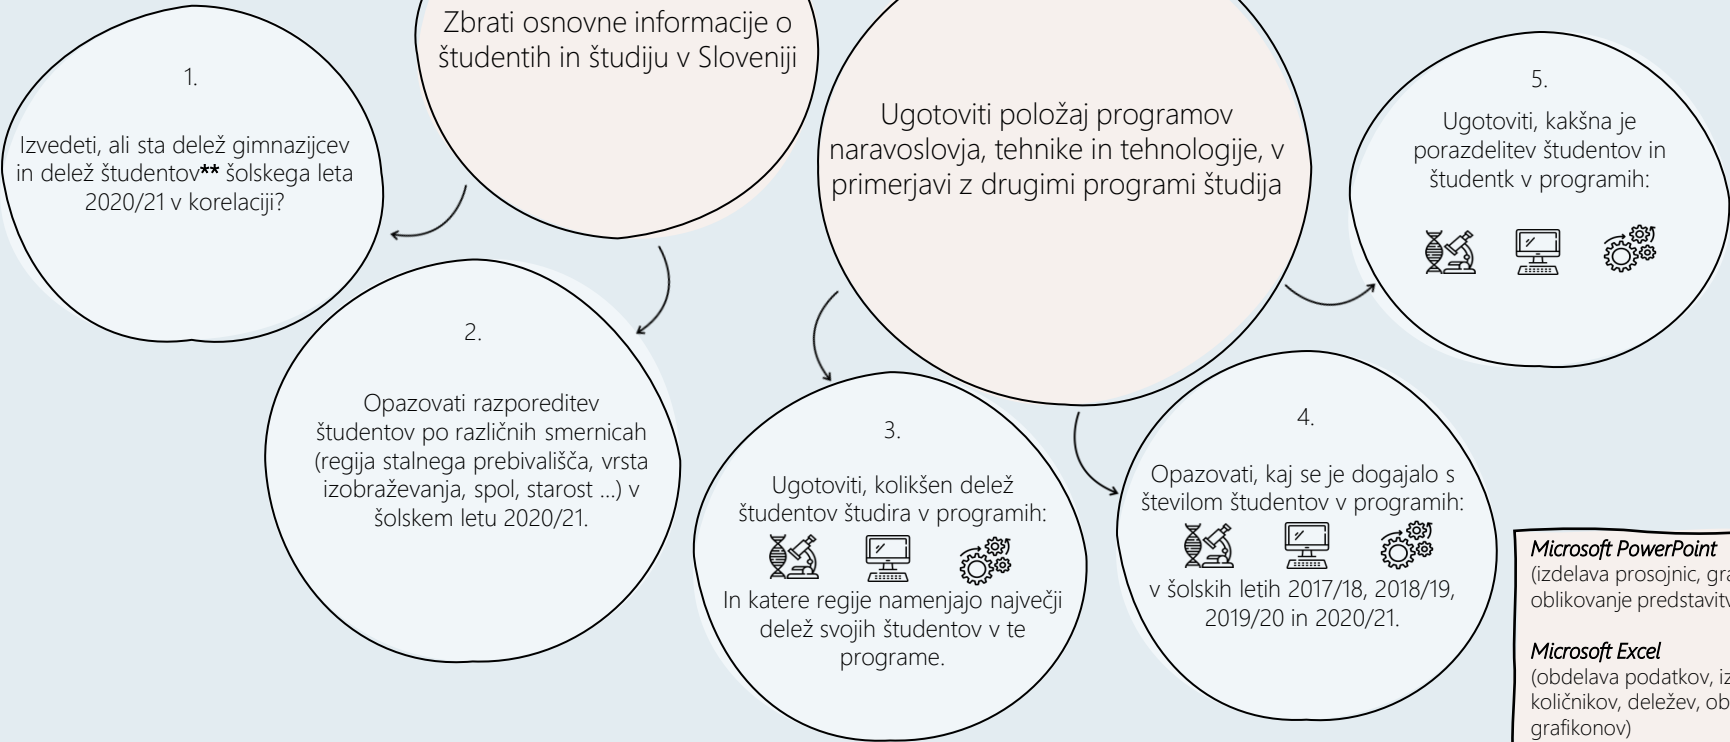 Zbrati osnovne informacije o
študentih in študiju v Sloveniji
Ugotoviti položaj programov
naravoslovja, tehnike in tehnologije, v
primerjavi z drugimi programi študija
1.
Izvedeti, ali sta delež gimnazijcev
in delež študentov** šolskega leta
2020/21 v korelaciji?
2.
Opazovati razporeditev
študentov po različnih smernicah
(regija stalnega prebivališča, vrsta
izobraževanja, spol, starost ...) v
šolskem letu 2020/21.
3.
Ugotoviti, kolikšen delež
študentov študira v programih:
In katere regije namenjajo največji
delež svojih študentov v te
programe.
4.
Opazovati, kaj se je dogajalo s
številom študentov v programih:
v šolskih letih 2017/18, 2018/19,
2019/20 in 2020/21.
5.
Ugotoviti, kakšna je
porazdelitev študentov in
študentk v programih:
Microsoft PowerPoint
(izdelava prosojnic,
oblikovanje
Microsoft Excel
(obdelava podatkov,
količnikov, deležev,
grafikonov)